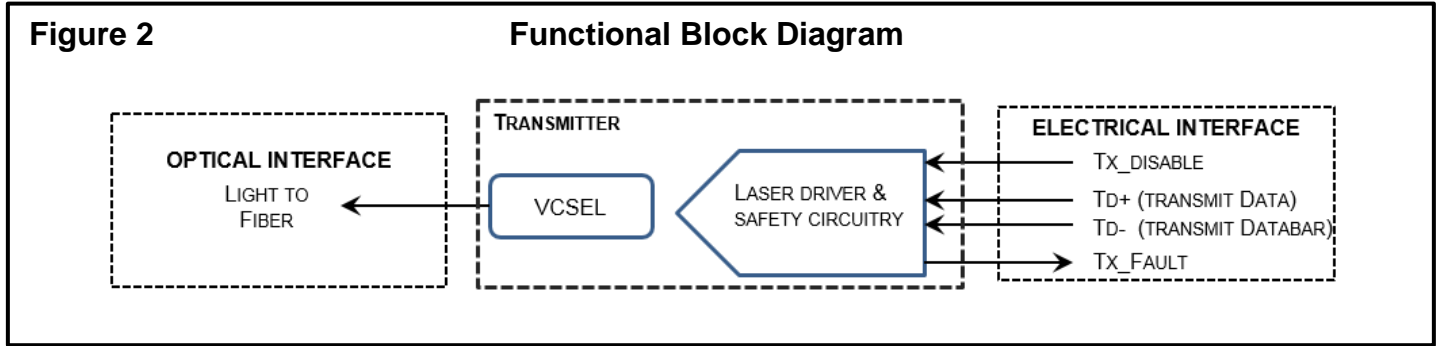 Figure 2 Functional Block Diagram
OPTICAL INTERFACE
LIGHT TO
FIBER
TRANSMITTER
VCSEL
LASER DRIVER &
SAFETY CIRCUITRY
ELECTRICAL INTERFACE
TX_DISABLE
TD+ (TRANSMIT DATA)
TD- (TRANSMIT DATABAR)
TX_FAULT